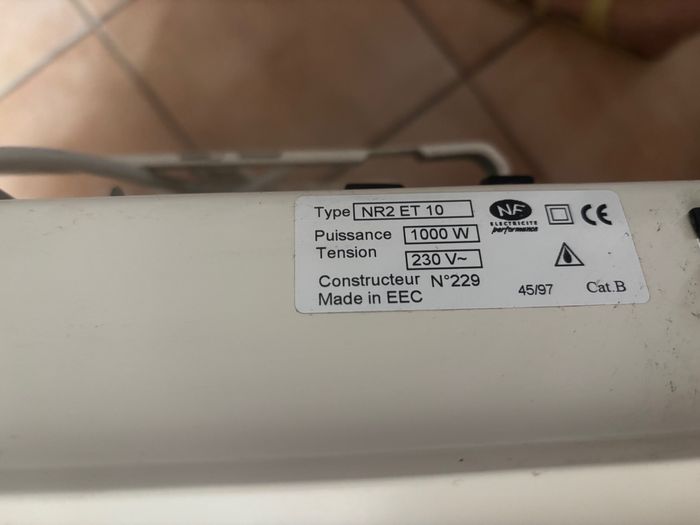 Type NR2 ET 10
Puissance 1000 W
Tension 230 V~
Constructeur N°229
Made in EEC
NF
ELECTRICITE
performance
CE
45/97 Cat.B